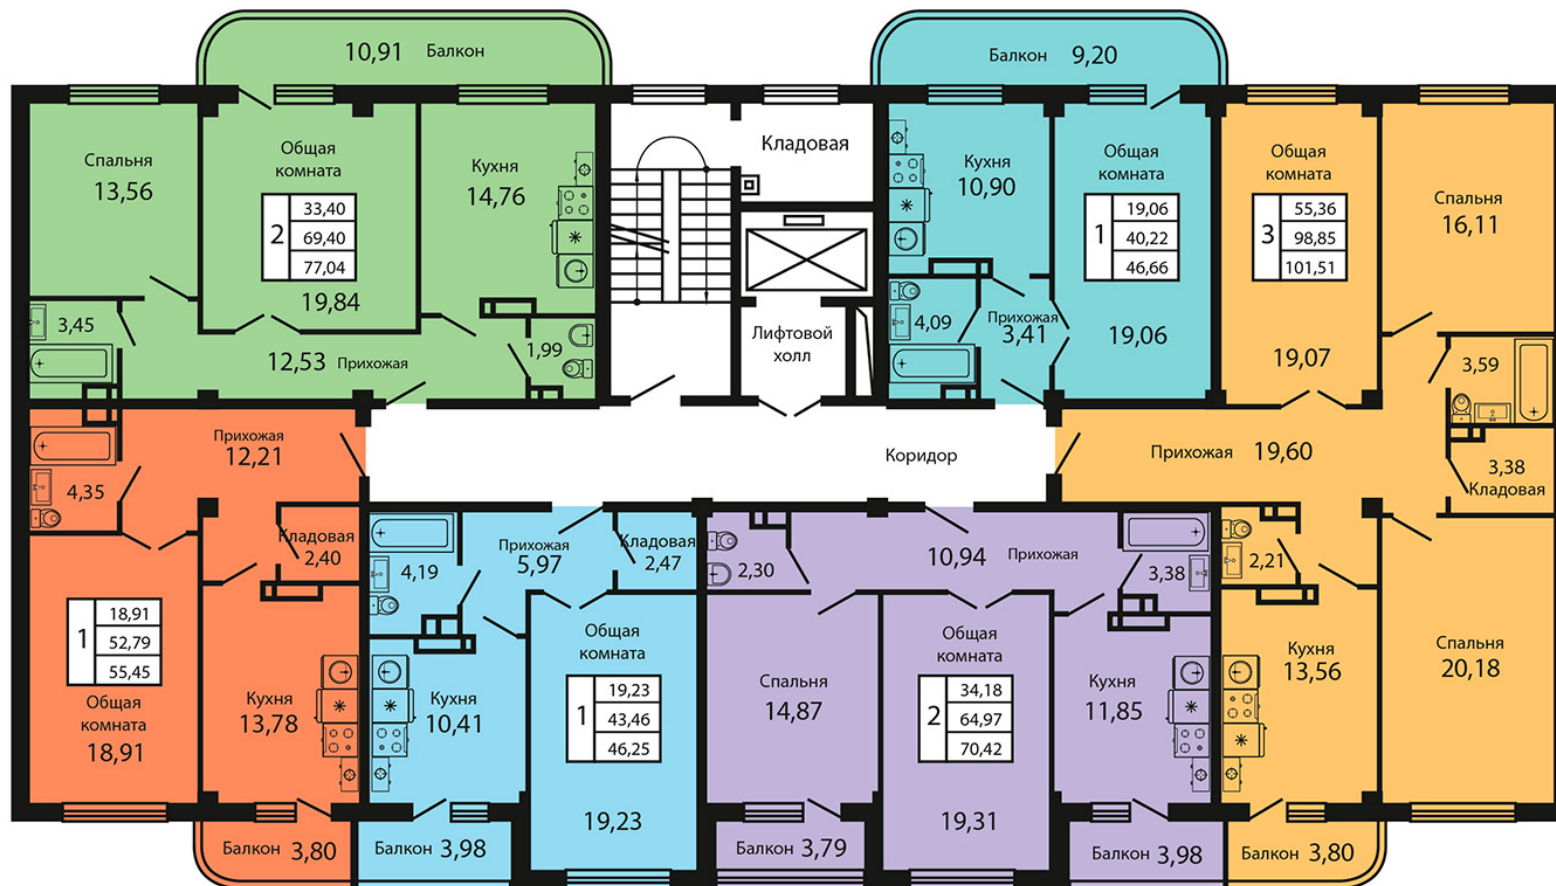 10,91 Балкон
Балкон 9,20
Спальня
13,56
Общая
комната
2
33,40
69,40
77,04
19,84
Кухня
14,76
Кладовая
Кухня
10,90
Общая
комната
1
19,06
40,22
46,66
19,06
Общая
комната
3
55,36
98,85
101,51
19,07
Спальня
16,11
3,45
12,53 Прихожая
1,99
Лифтовой
холл
4,09
Прихожая
3,41
3,59
Прихожая
12,21
4,35
Кладовая
2,40
Коридор
Прихожая 19,60
3,38
Кладовая
4,19
Прихожая
5,97
Кладовая
2,47
2,30
10,94 Прихожая
3,38
2,21
1
18,91
52,79
55,45
Общая
комната
18,91
Кухня
13,78
Кухня
10,41
Общая
комната
1
19,23
43,46
46,25
19,23
Спальня
14,87
Общая
комната
2
34,18
64,97
70,42
19,31
Кухня
11,85
Кухня
13,56
Спальня
20,18
Балкон 3,80
Балкон 3,98
Балкон 3,79
Балкон 3,98
Балкон 3,80